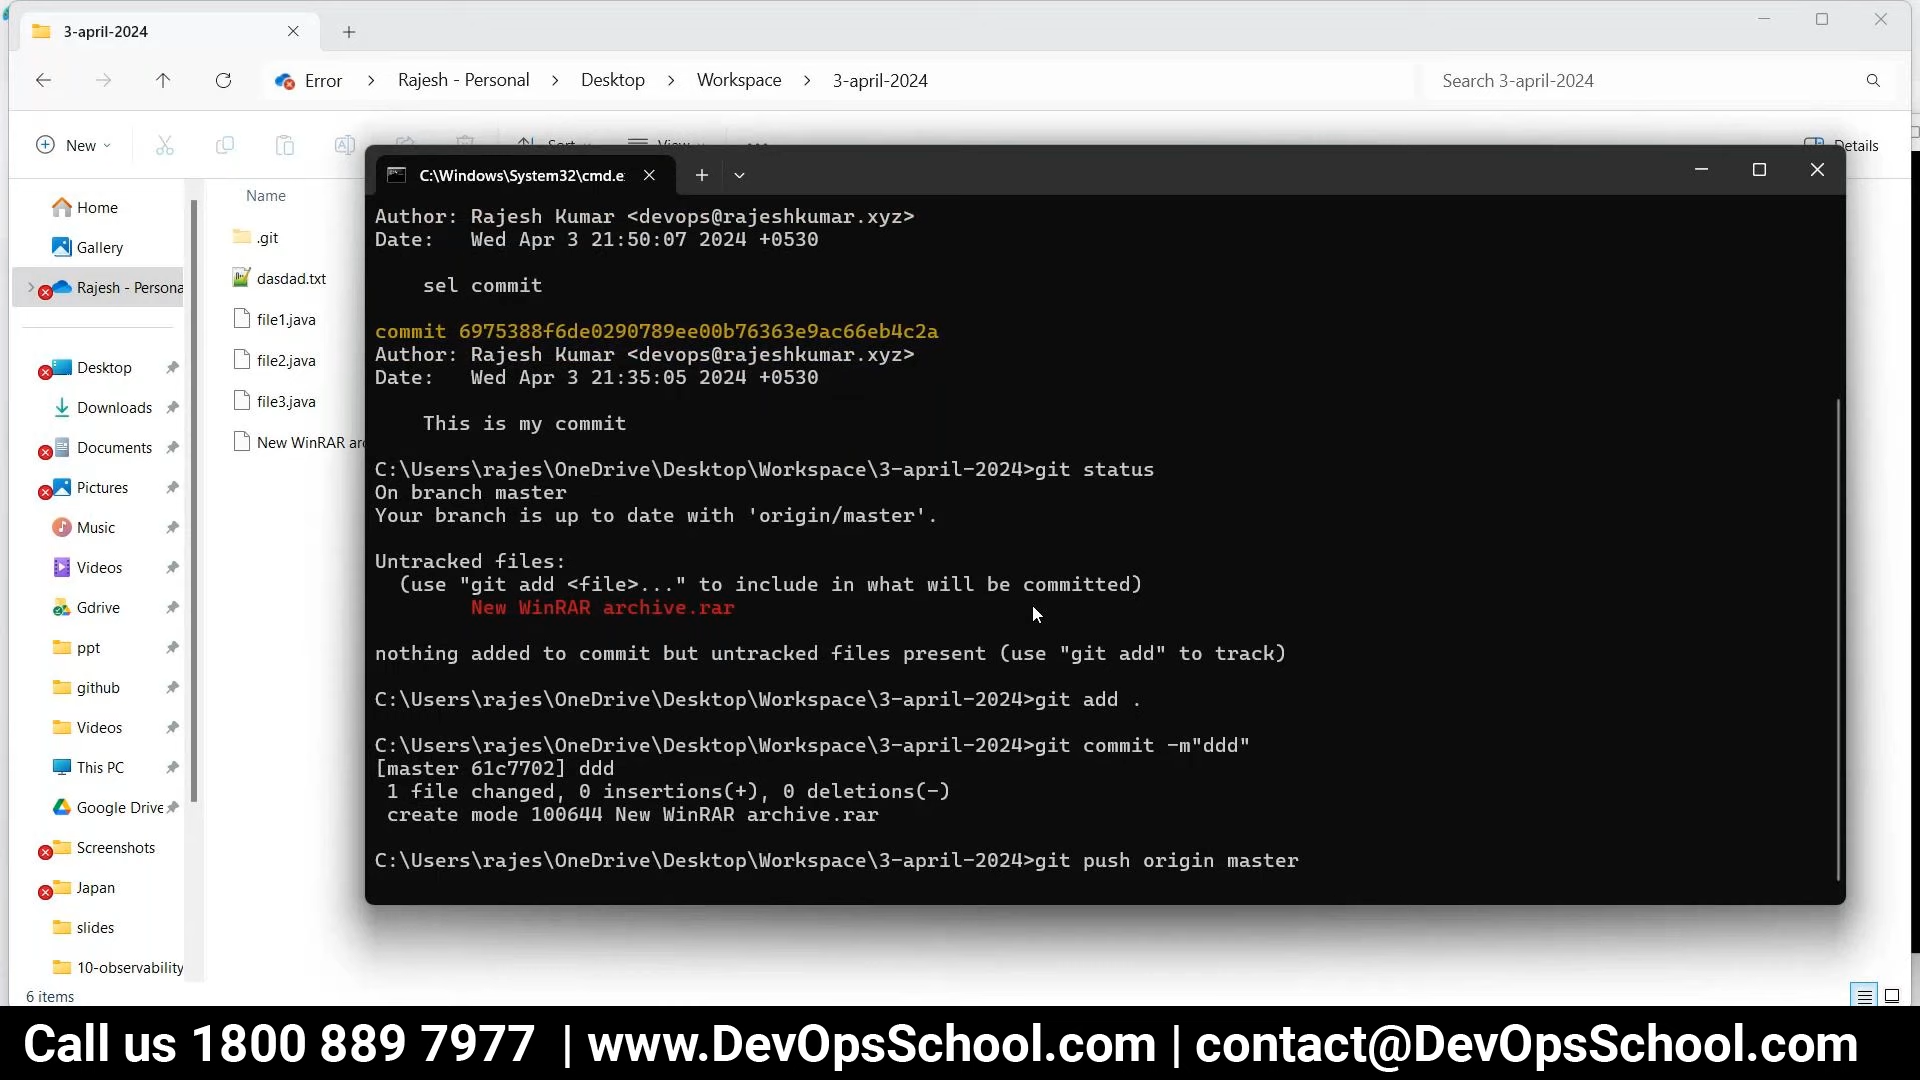 3-april-2024
Error > Rajesh - Personal > Desktop > Workspace > 3-april-2024
Search 3-april-2024
New
Details
Home
Gallery
Rajesh - Persona
Desktop
Downloads
Documents
Pictures
Music
Videos
Gdrive
ppt
github
Videos
This PC
Google Drive
Screenshots
Japan
slides
10-observability
6 items
Name
.git
dasdad.txt
file1.java
file2.java
file3.java
New WinRAR arc
C:\Windows\System32\cmd.e
Author: Rajesh Kumar <devops@rajeshkumar.xyz>
Date:   Wed Apr 3 21:50:07 2024 +0530
sel commit
commit 6975388f6de0290789ee00b76363e9ac66eb4c2a
Author: Rajesh Kumar <devops@rajeshkumar.xyz>
Date:   Wed Apr 3 21:35:05 2024 +0530
This is my commit
C:\Users\rajes\OneDrive\Desktop\Workspace\3-april-2024>git status
On branch master
Your branch is up to date with 'origin/master'.
Untracked files:
(use "git add <file>..." to include in what will be committed)
New WinRAR archive.rar
nothing added to commit but untracked files present (use "git add" to track)
C:\Users\rajes\OneDrive\Desktop\Workspace\3-april-2024>git add .
C:\Users\rajes\OneDrive\Desktop\Workspace\3-april-2024>git commit -m"ddd"
[master 61c7702] ddd
1 file changed, 0 insertions(+), 0 deletions(-)
create mode 100644 New WinRAR archive.rar
C:\Users\rajes\OneDrive\Desktop\Workspace\3-april-2024>git push origin master
Call us 1800 889 7977 | www.DevOpsSchool.com | contact@DevOpsSchool.com